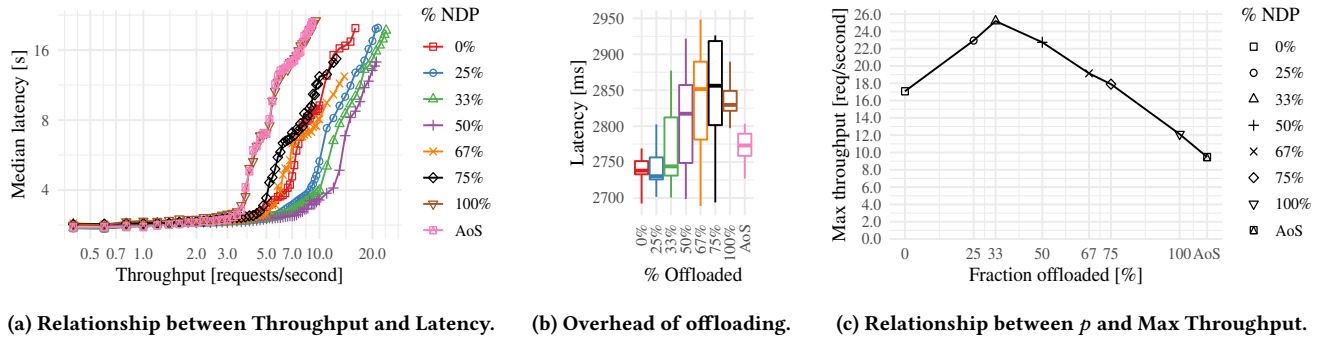 % NDP
0%
25%
33%
50%
67%
75%
100%
AoS
16
8
4
Median latency [s]
0.5 0.7 1.0 2.0 3.0 5.0 7.0 10.0 20.0
Throughput [requests/second]
(a) Relationship between Throughput and Latency.
2950
2900
2850
2800
2750
2700
Latency [ms]
0% 25% 33% 50% 67% 75% 100% AoS
% Offloaded
(b) Overhead of offloading.
26.0
24.0
22.0
20.0
18.0
16.0
14.0
12.0
10.0
8.0
6.0
4.0
2.0
0.0
Max throughput [req/second]
0 25 33 50 67 75 100 AoS
Fraction offloaded [%]
% NDP
0%
25%
33%
50%
67%
75%
100%
AoS
(c) Relationship between p and Max Throughput.